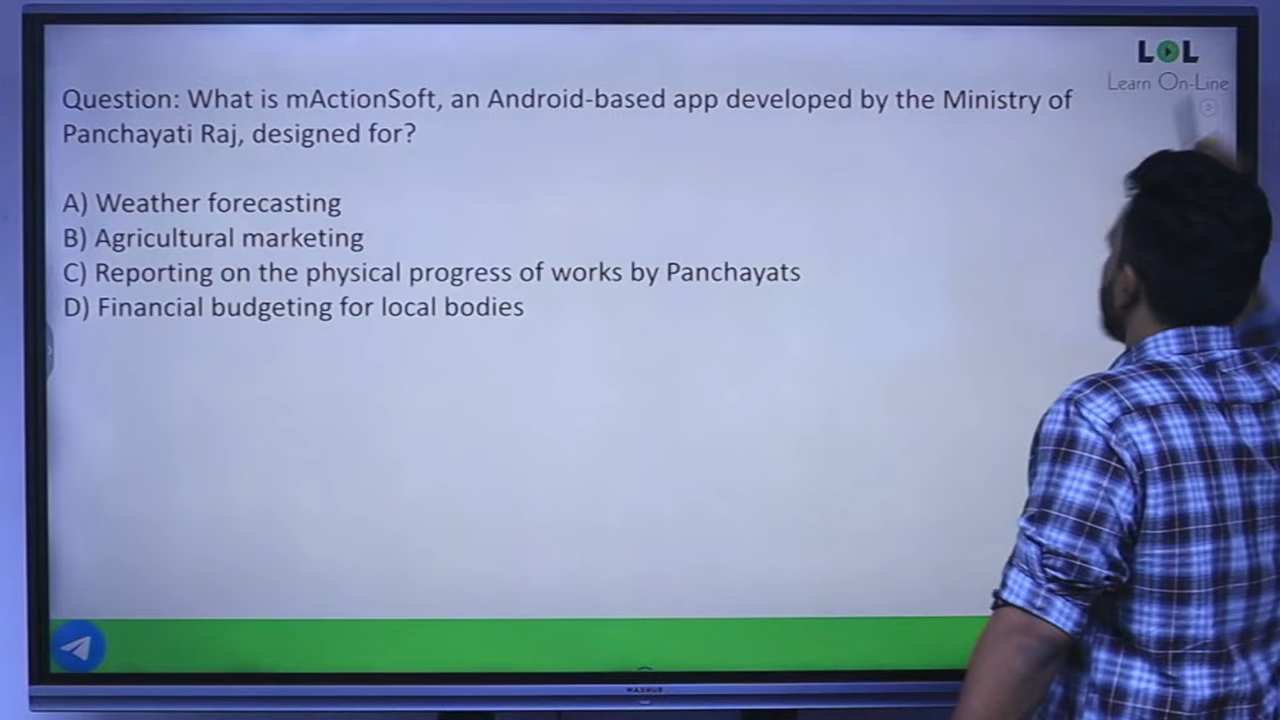 LOL
Learn On-Line
Question: What is mActionSoft, an Android-based app developed by the Ministry of
Panchayati Raj, designed for?
A) Weather forecasting
B) Agricultural marketing
C) Reporting on the physical progress of works by Panchayats
D) Financial budgeting for local bodies
MAXHUB